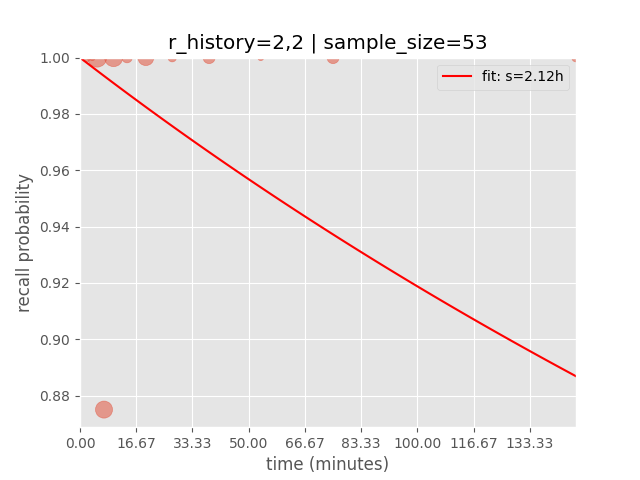 r_history=2,2 | sample_size=53
fit: s=2.12h
recall probability
1.00
0.98
0.96
0.94
0.92
0.90
0.88
0.00 16.67 33.33 50.00 66.67 83.33 100.00 116.67 133.33
time (minutes)